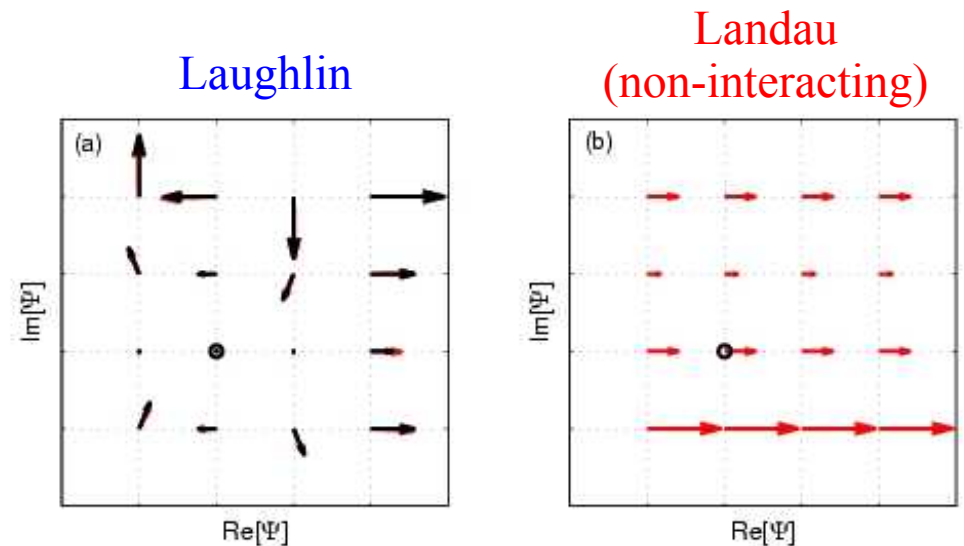 Laughlin
Landau
(non-interacting)
(a)
Im[Ψ]
Re[Ψ]
(b)
Im[Ψ]
Re[Ψ]